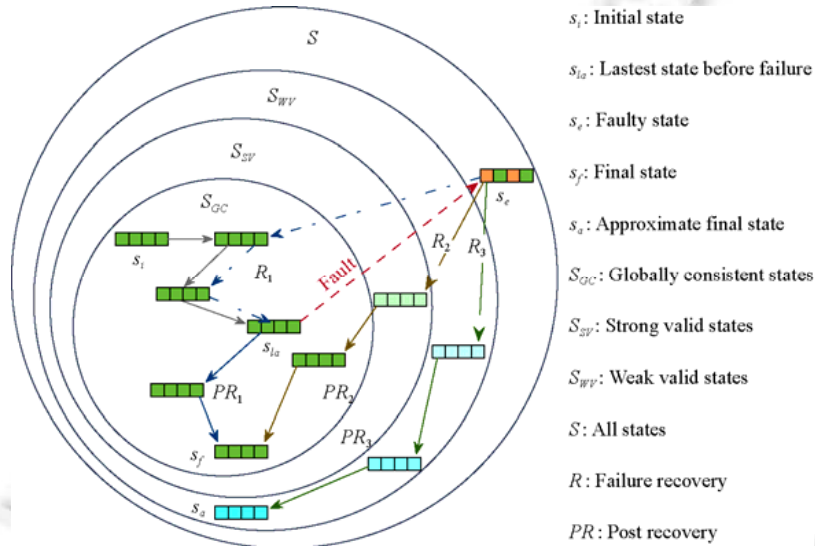 S
S_WV
S_SV
S_GC
s_e
s_i
R_1
R_2
R_3
Fault
s_la
PR_1
PR_2
PR_3
s_f
s_a
s_i: Initial state
s_la: Lastest state before failure
s_e: Faulty state
s_f: Final state
s_a: Approximate final state
S_GC: Globally consistent states
S_SV: Strong valid states
S_WV: Weak valid states
S: All states
R: Failure recovery
PR: Post recovery